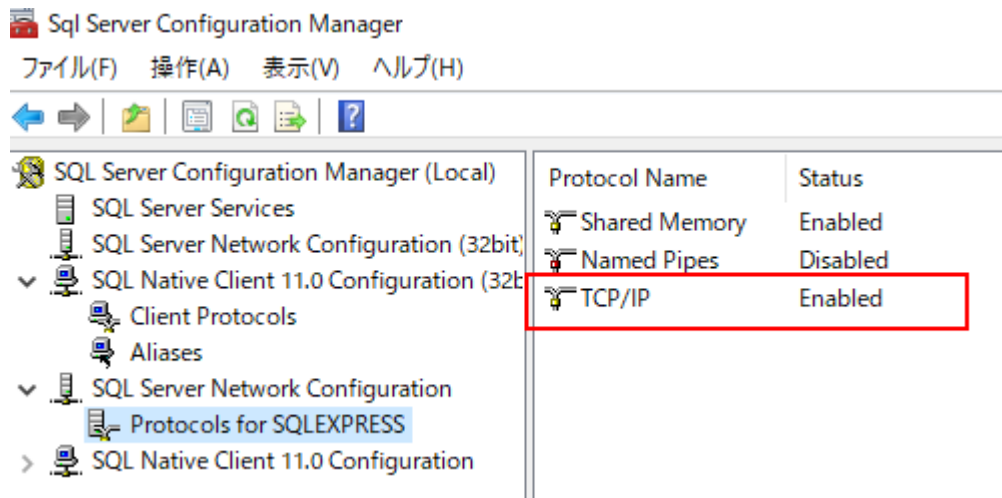 Sql Server Configuration Manager
ファイル(F) 操作(A) 表示(V) ヘルプ(H)
SQL Server Configuration Manager (Local)
SQL Server Services
SQL Server Network Configuration (32bit)
SQL Native Client 11.0 Configuration (32b
Client Protocols
Aliases
SQL Server Network Configuration
Protocols for SQLEXPRESS
SQL Native Client 11.0 Configuration
Protocol Name Status
Shared Memory Enabled
Named Pipes Disabled
TCP/IP Enabled